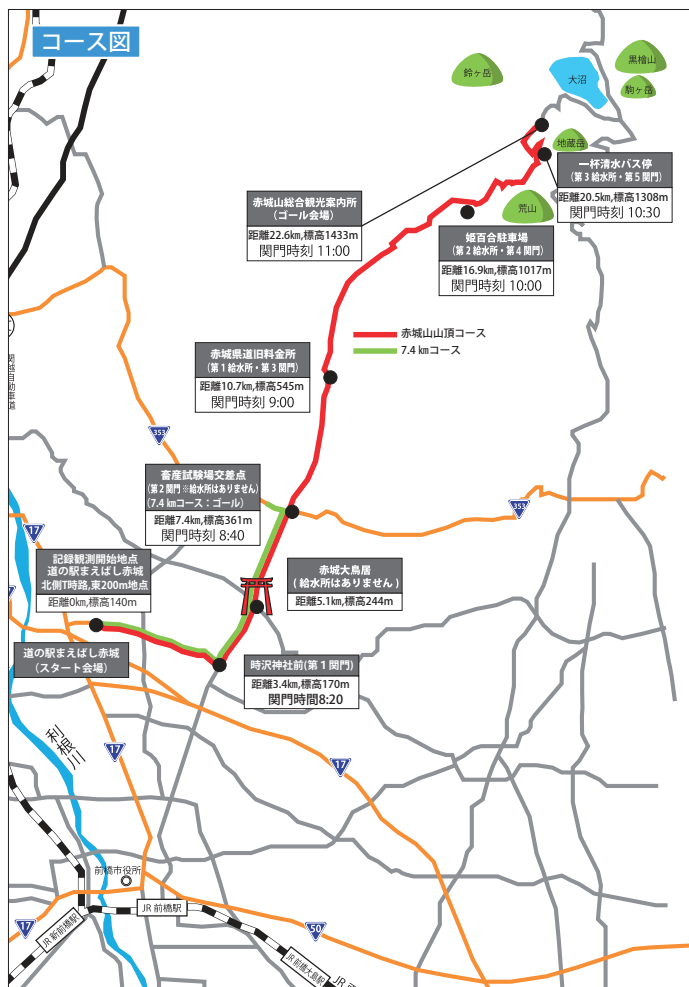 コース図
鈴ヶ岳
大沼
黒檜山
駒ヶ岳
地蔵岳
荒山
一杯清水バス停
(第3給水所・第5関門)
距離20.5㎞,標高1308m
関門時刻 10:30
赤城山総合観光案内所
(ゴール会場)
距離22.6㎞,標高1433m
関門時刻 11:00
姫百合駐車場
(第2給水所・第4関門)
距離16.9㎞,標高1017m
関門時刻 10:00
赤城山山頂コース
7.4 ㎞コース
赤城県道旧料金所
(第1給水所・第3関門)
距離10.7㎞,標高545m
関門時刻 9:00
関越自動車道
353
畜産試験場交差点
(第2関門 ※給水所はありません)
(7.4 ㎞コース：ゴール)
距離7.4㎞,標高361m
関門時刻 8:40
353
17
記録観測開始地点
道の駅まえばし赤城
北側T時路,東200m地点
距離0㎞,標高140m
赤城大鳥居
( 給水所はありません )
距離5.1㎞,標高244m
道の駅まえばし赤城
(スタート会場)
時沢神社前(第1関門)
距離3.4㎞,標高170m
関門時間8:20
利根川
17
17
前橋市役所
JR 前橋駅
17
JR 新前橋駅
50
JR 前橋大島駅